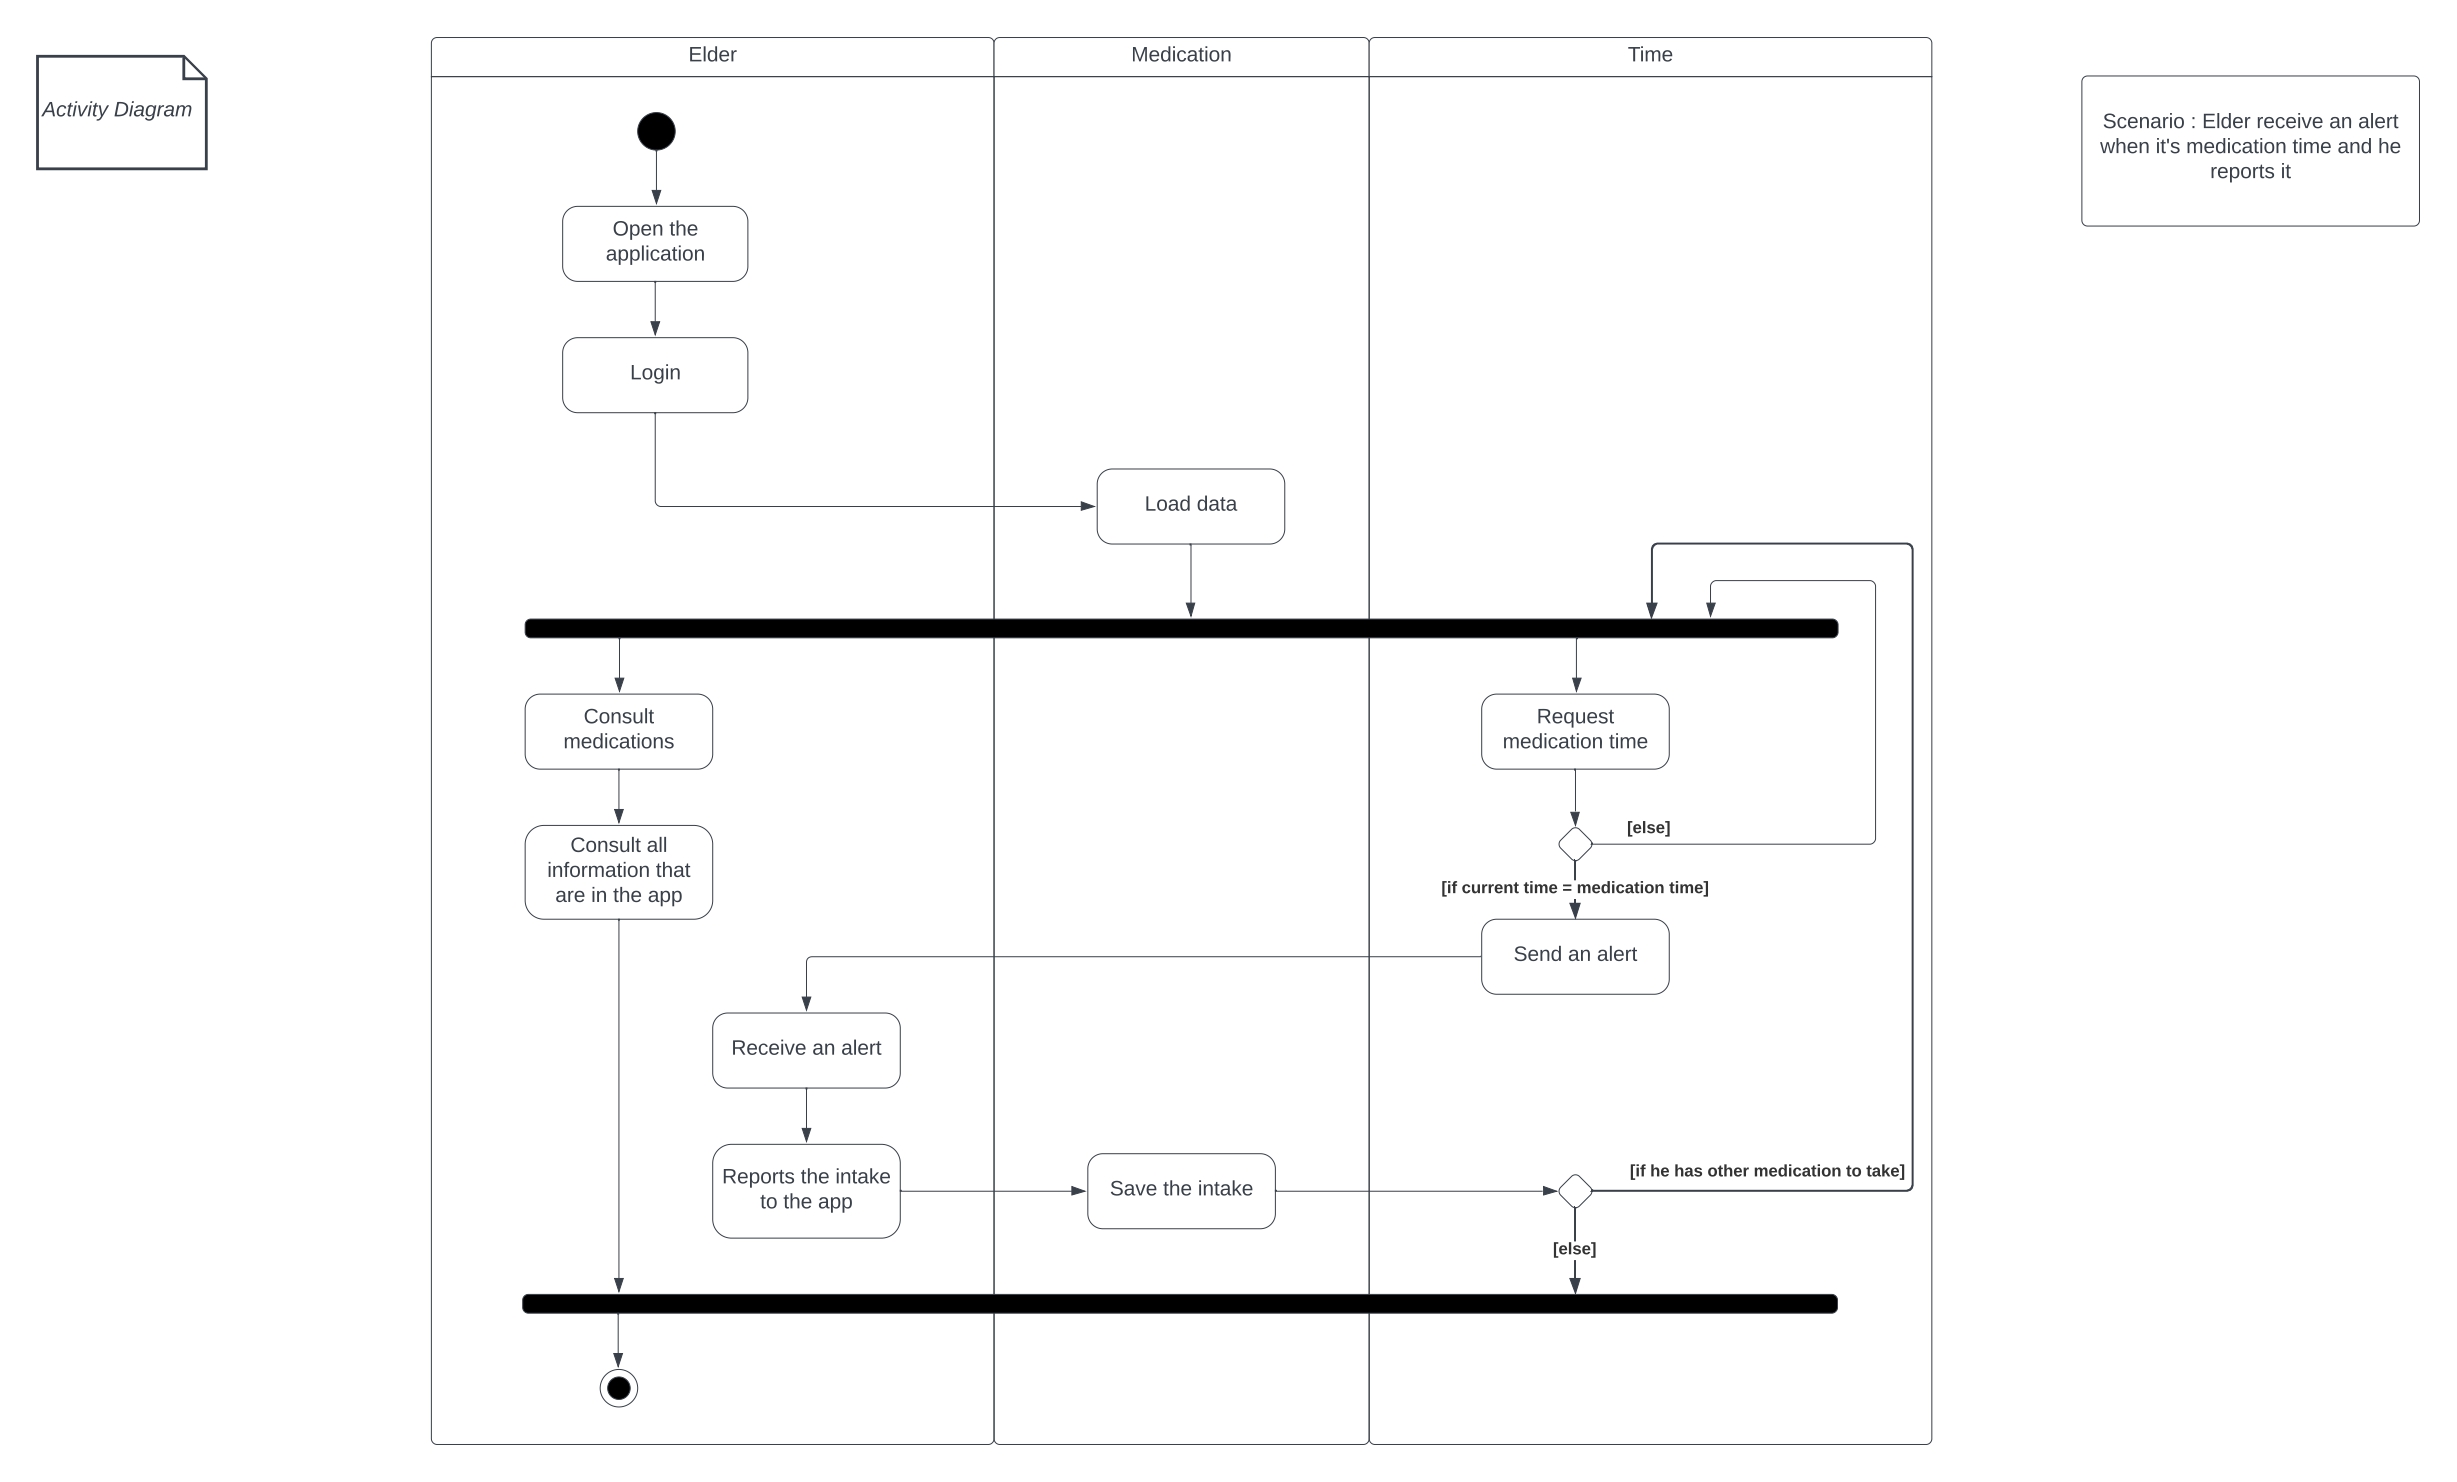 Activity Diagram
Elder
Medication
Time
Scenario : Elder receive an alert
when it's medication time and he
reports it
Open the
application
Login
Load data
Consult
medications
Request
medication time
Consult all
information that
are in the app
[else]
[if current time = medication time]
Send an alert
Receive an alert
Reports the intake
to the app
Save the intake
[if he has other medication to take]
[else]